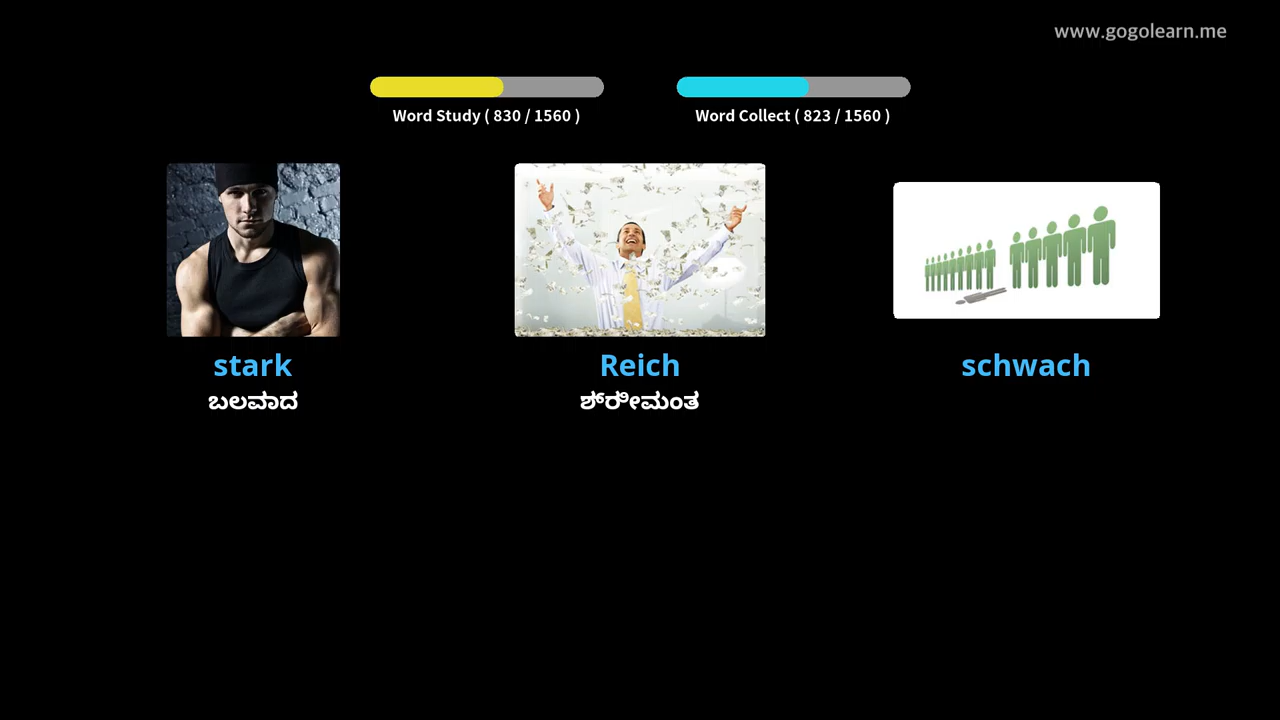 www.gogolearn.me
Word Study ( 830 / 1560 )
Word Collect ( 823 / 1560 )
stark
Reich
schwach
ಬಲವಾದ
ಶ್ರೀಮಂತ